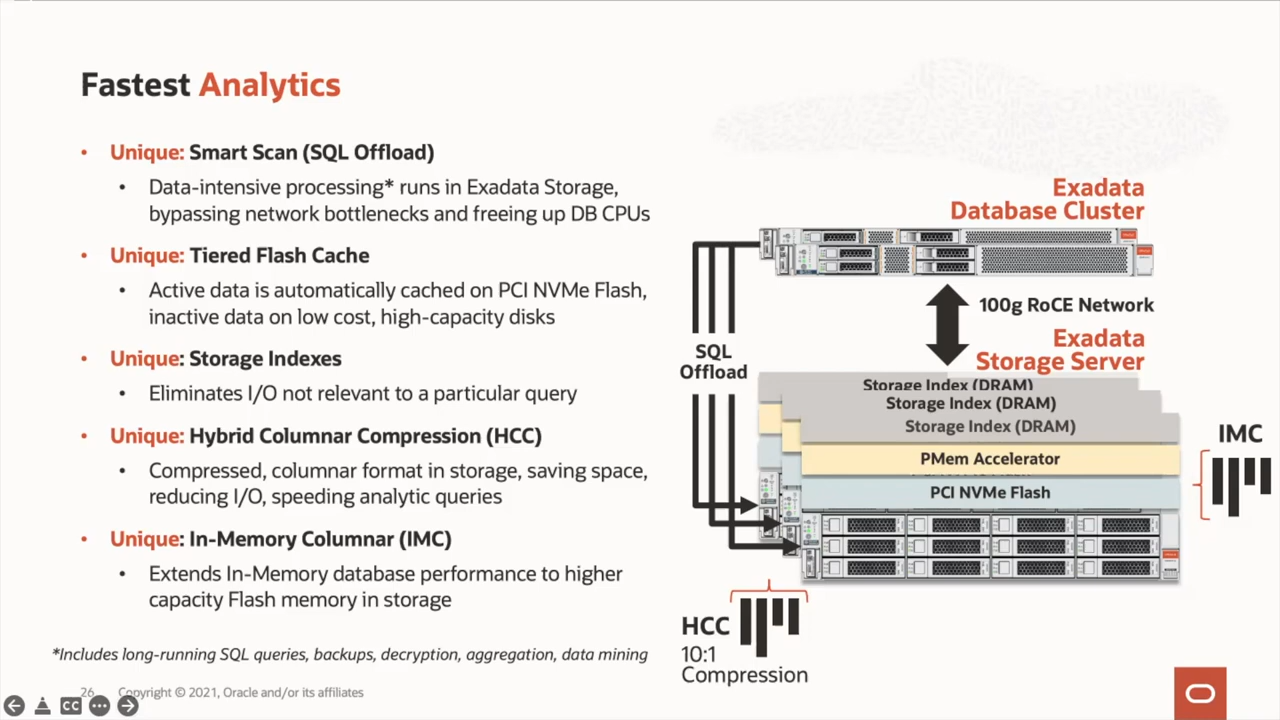 Fastest Analytics
• Unique: Smart Scan (SQL Offload)
• Data-intensive processing* runs in Exadata Storage,
bypassing network bottlenecks and freeing up DB CPUs
• Unique: Tiered Flash Cache
• Active data is automatically cached on PCI NVMe Flash,
inactive data on low cost, high-capacity disks
• Unique: Storage Indexes
• Eliminates I/O not relevant to a particular query
• Unique: Hybrid Columnar Compression (HCC)
• Compressed, columnar format in storage, saving space,
reducing I/O, speeding analytic queries
• Unique: In-Memory Columnar (IMC)
• Extends In-Memory database performance to higher
capacity Flash memory in storage
*Includes long-running SQL queries, backups, decryption, aggregation, data mining
Exadata
Database Cluster
100g RoCE Network
SQL
Offload
Exadata
Storage Server
Storage Index (DRAM)
Storage Index (DRAM)
Storage Index (DRAM)
PMem Accelerator
PCI NVMe Flash
IMC
HCC
10:1
Compression
26 Copyright © 2021, Oracle and/or its affiliates
CC